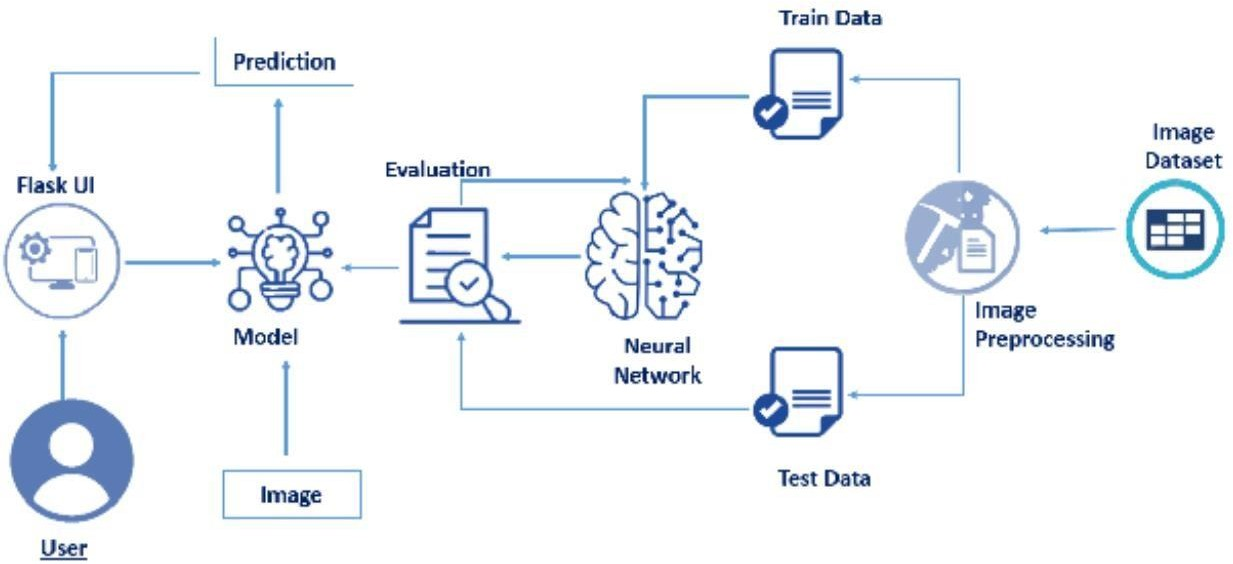 Train Data
Prediction
Image
Dataset
Evaluation
Flask UI
Image
Preprocessing
Model
Neural
Network
Test Data
Image
User